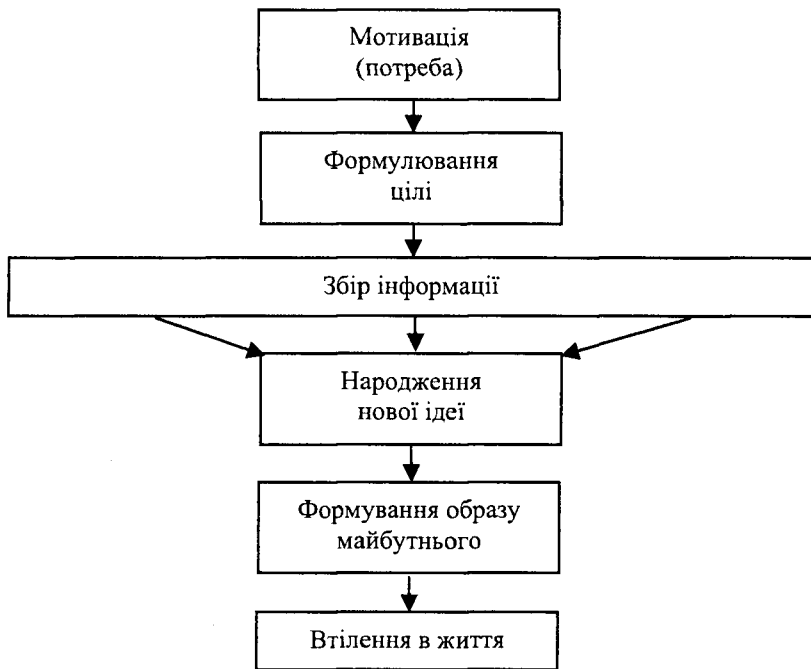 Мотивація
(потреба)
Формулювання
цілі
Збір інформації
Народження
нової ідеї
Формування образу
майбутнього
Втілення в життя